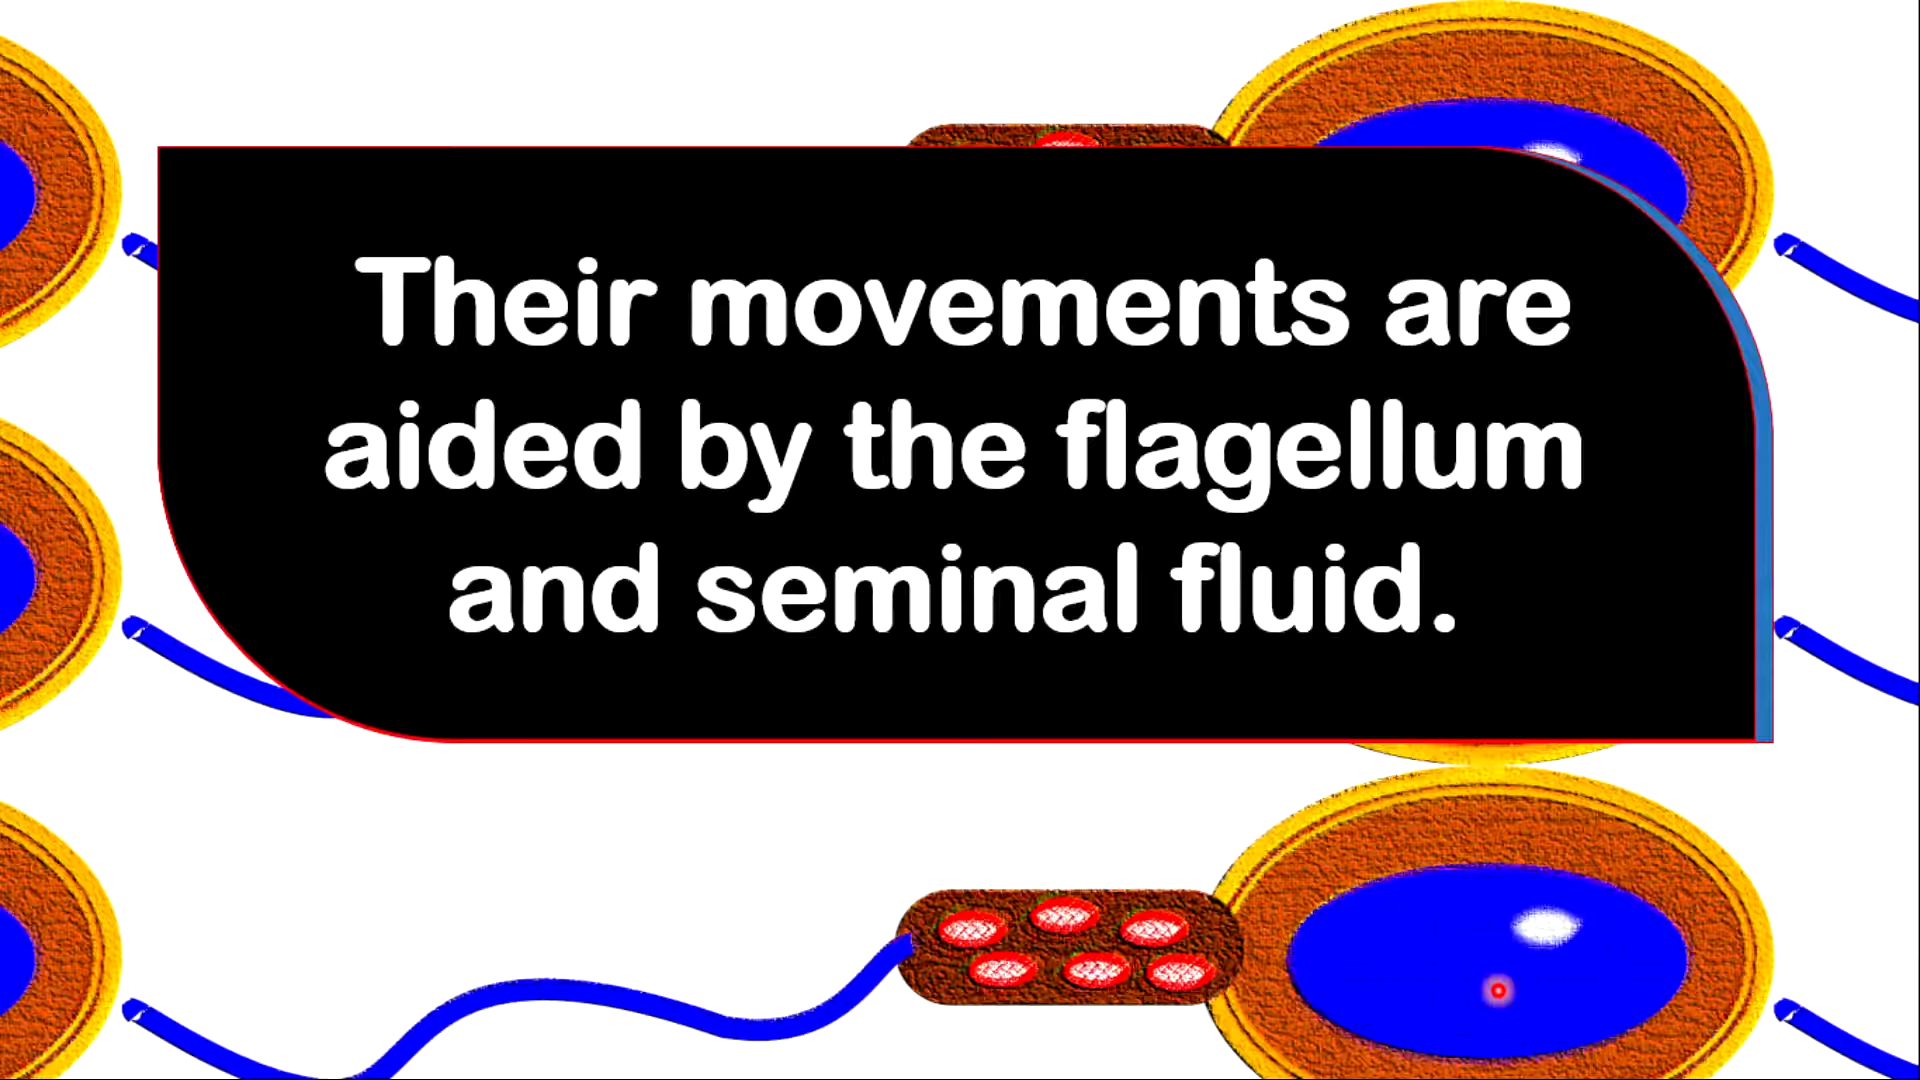 Their movements are
aided by the flagellum
and seminal fluid.